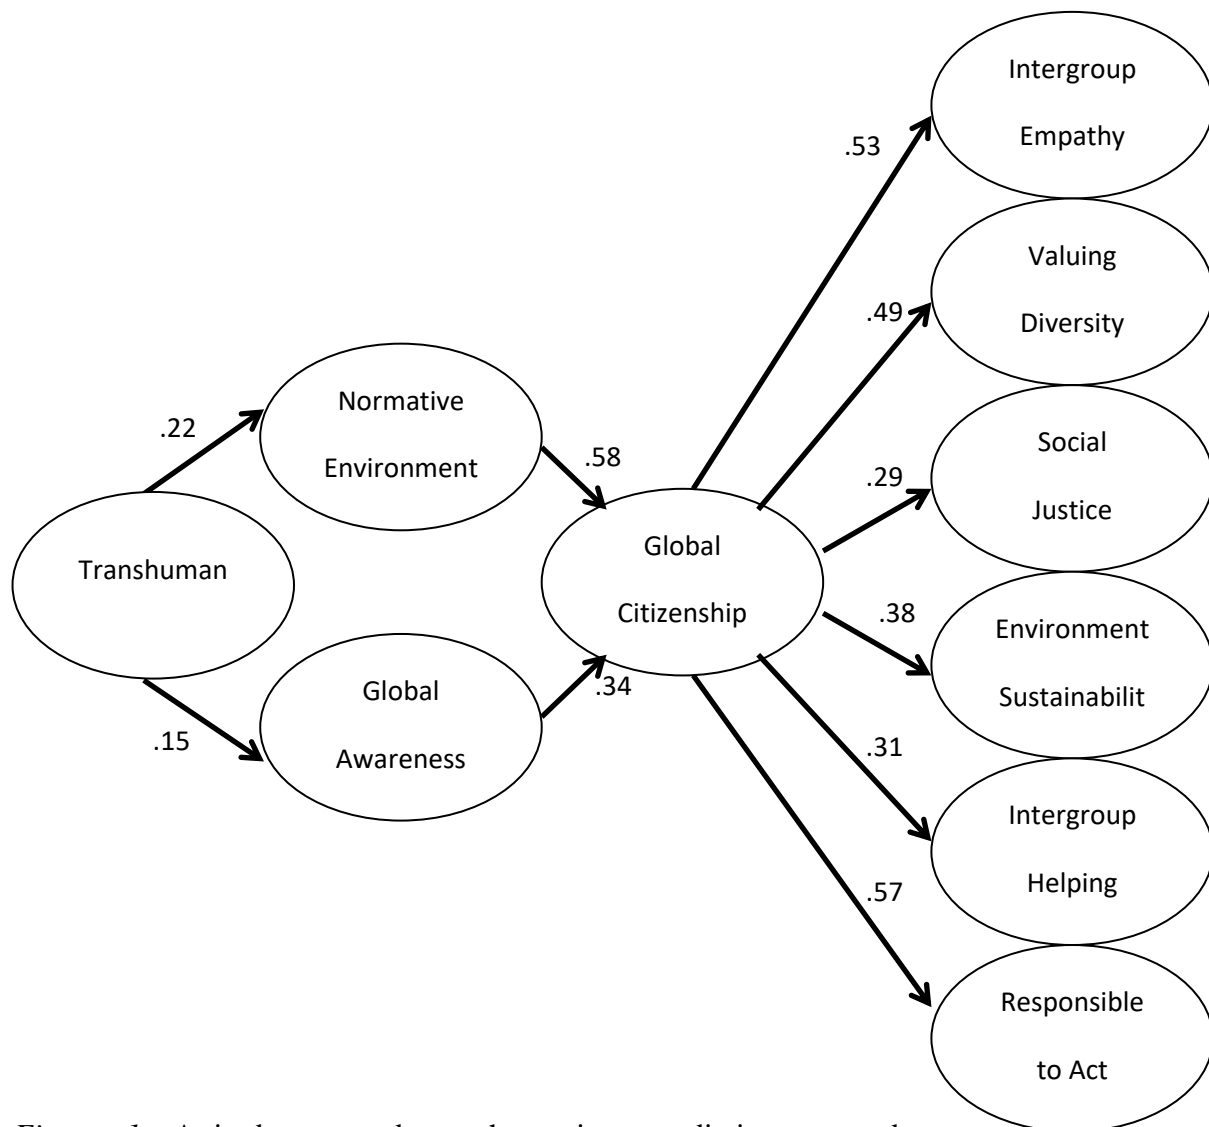 Transhuman
.22
.15
Normative
Environment
Global
Awareness
.58
.34
Global
Citizenship
.53
.49
.29
.38
.31
.57
Intergroup
Empathy
Valuing
Diversity
Social
Justice
Environment
Sustainabilit
Intergroup
Helping
Responsible
to Act